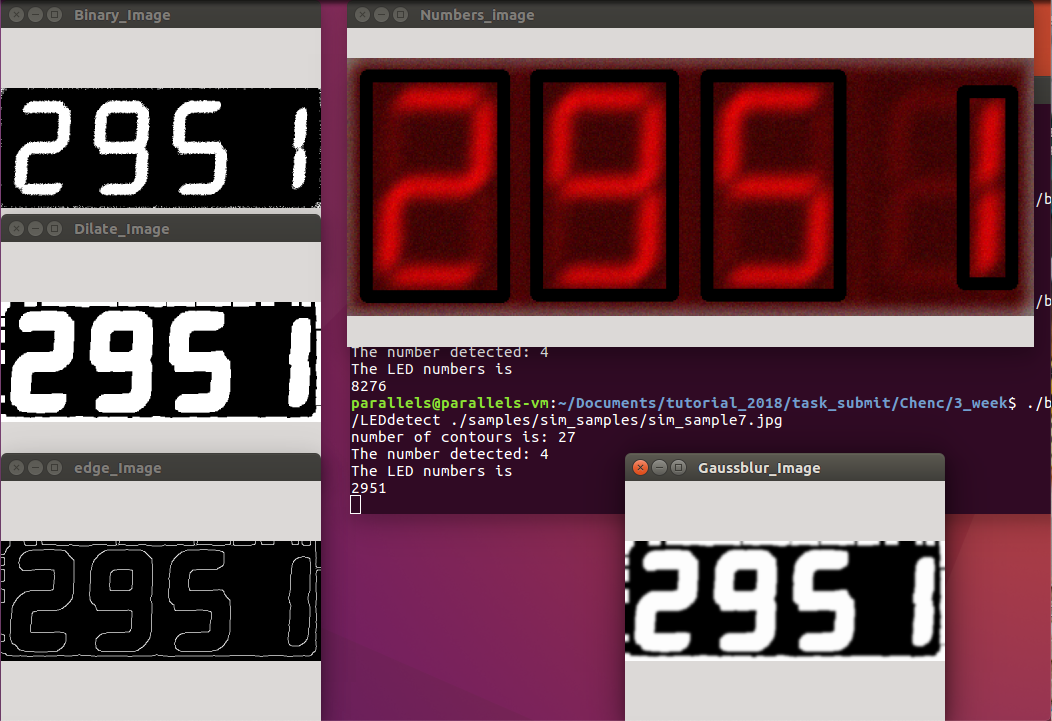 Binary_Image
2951
Dilate_Image
2951
edge_Image
2951
Numbers_image
2951
/b
/b
The number detected: 4
The LED numbers is
8276
parallels@parallels-vm:~/Documents/tutorial_2018/task_submit/Chenc/3_week$ ./b
/LEDdetect ./samples/sim_samples/sim_sample7.jpg
number of contours is: 27
The number detected: 4
The LED numbers is
2951
Gaussblur_Image
2951